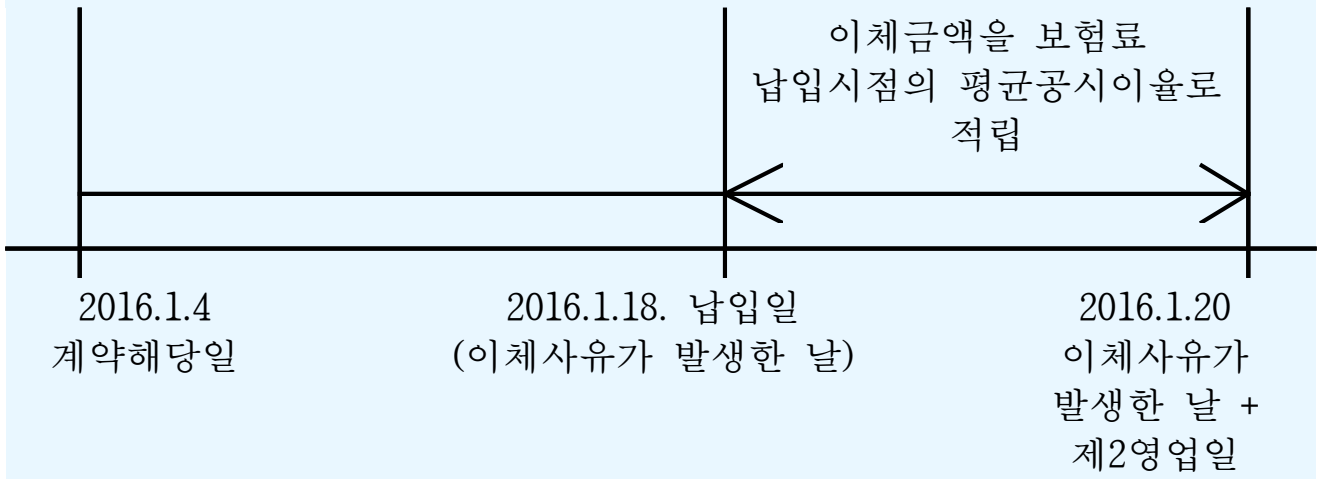 이체금액을 보험료
납입시점의 평균공시이율로
적립
2016.1.4
계약해당일
2016.1.18. 납입일
(이체사유가 발생한 날)
2016.1.20
이체사유가
발생한 날 +
제2영업일